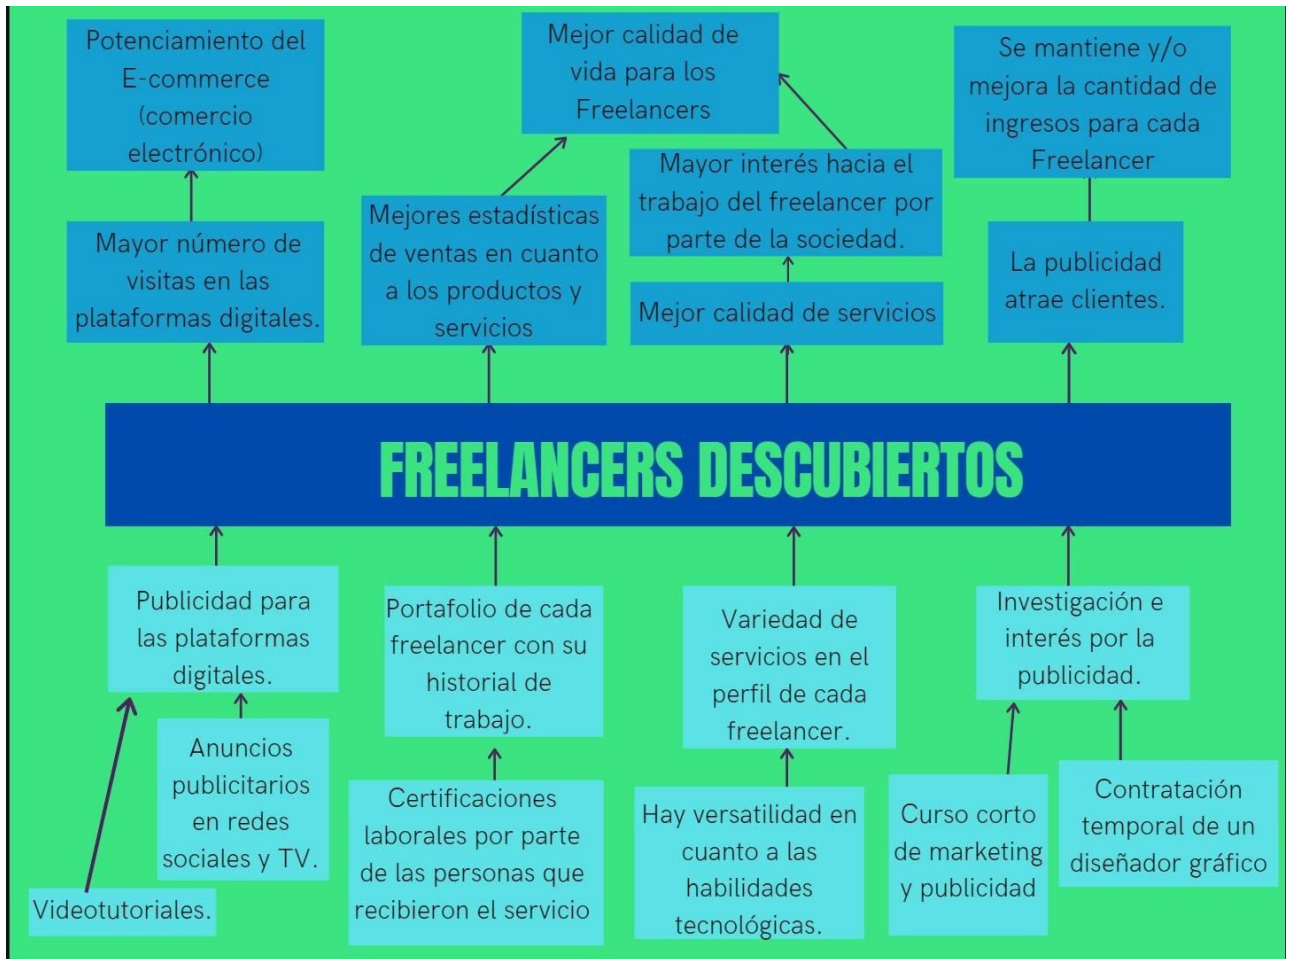 Potenciamiento del
E-commerce
(comercio
electrónico)
Mejor calidad de
vida para los
Freelancers
Se mantiene y/o
mejora la cantidad de
ingresos para cada
Freelancer
Mayor número de
visitas en las
plataformas digitales.
Mejores estadísticas
de ventas en cuanto
a los productos y
servicios
Mayor interés hacia el
trabajo del freelancer por
parte de la sociedad.
Mejor calidad de servicios
La publicidad
atrae clientes.
FREELANCERS DESCUBIERTOS
Publicidad para
las plataformas
digitales.
Portafolio de cada
freelancer con su
historial de
trabajo.
Variedad de
servicios en el
perfil de cada
freelancer.
Investigación e
interés por la
publicidad.
Videotutoriales.
Anuncios
publicitarios
en redes
sociales y TV.
Certificaciones
laborales por parte
de las personas que
recibieron el servicio
Hay versatilidad en
cuanto a las
habilidades
tecnológicas.
Curso corto
de marketing
y publicidad
Contratación
temporal de un
diseñador gráfico